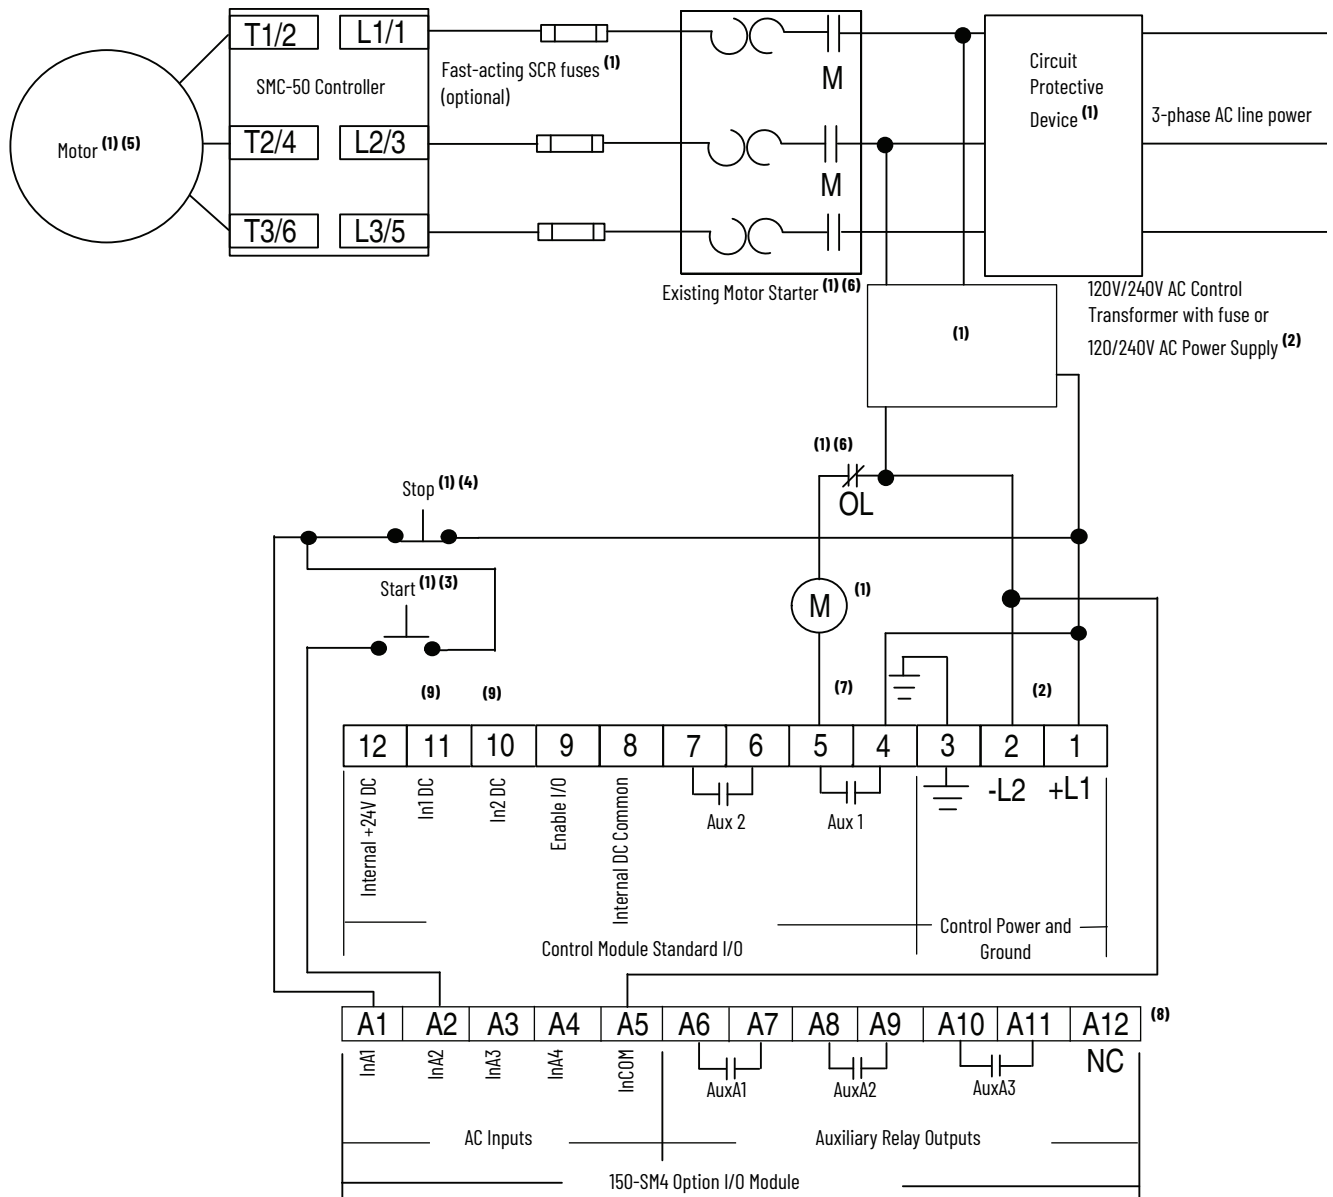 T1/2 L1/1
Fast-acting SCR fuses (1)
(optional)
SMC-50 Controller
M
Circuit
Protective
Device (1)
3-phase AC line power
Motor (1) (5)
T2/4 L2/3
M
T3/6 L3/5
Existing Motor Starter (1) (6)
120V/240V AC Control
Transformer with fuse or
120/240V AC Power Supply (2)
(1)
(1) (6)
OL
Stop (1) (4)
Start (1) (3)
M (1)
(9) (9) (7) (2)
12 11 10 9 8 7 6 5 4 3 2 1
Internal +24V DC
In1 DC
In2 DC
Enable I/O
Internal DC Common
Aux 2
Aux 1
-L2 +L1
Control Module Standard I/O
Control Power and
Ground
A1 A2 A3 A4 A5 A6 A7 A8 A9 A10 A11 A12 (8)
InA1
InA2
InA3
InA4
InCOM
AuxA1
AuxA2
AuxA3
NC
AC Inputs
Auxiliary Relay Outputs
150-SM4 Option I/O Module